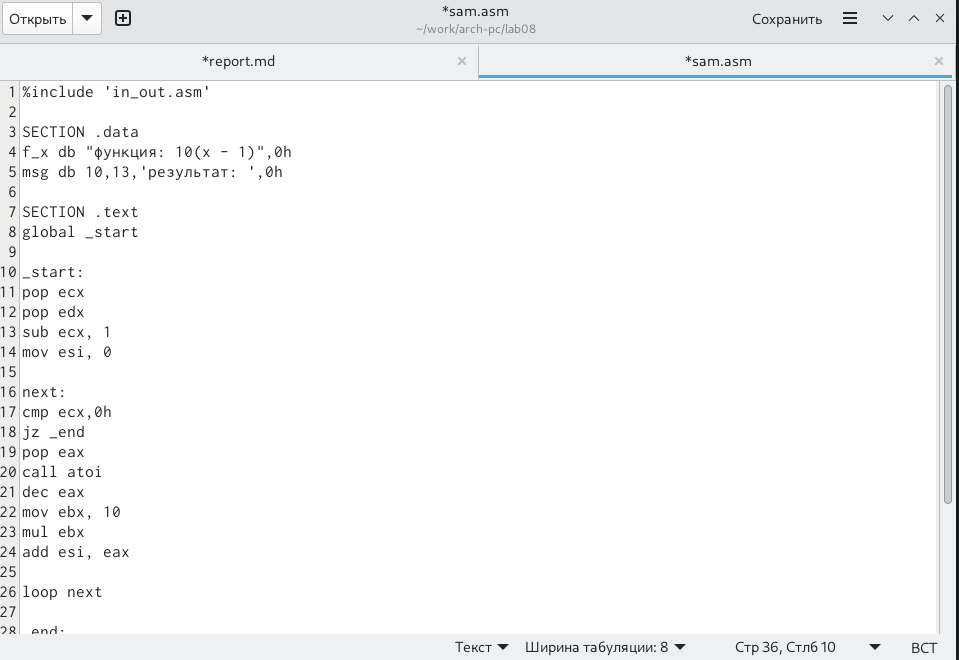 Открыть
*sam.asm
~/work/arch-pc/lab08
Сохранить
*report.md
*sam.asm
1 %include 'in_out.asm'
2
3 SECTION .data
4 f_x db "функция: 10(x - 1)",0h
5 msg db 10,13,'результат: ',0h
6
7 SECTION .text
8 global _start
9
10 _start:
11 pop ecx
12 pop edx
13 sub ecx, 1
14 mov esi, 0
15
16 next:
17 cmp ecx,0h
18 jz _end
19 pop eax
20 call atoi
21 dec eax
22 mov ebx, 10
23 mul ebx
24 add esi, eax
25
26 loop next
27
28 _end:
Текст Ширина табуляции: 8 Стр 36, Стлб 10 ВСТ